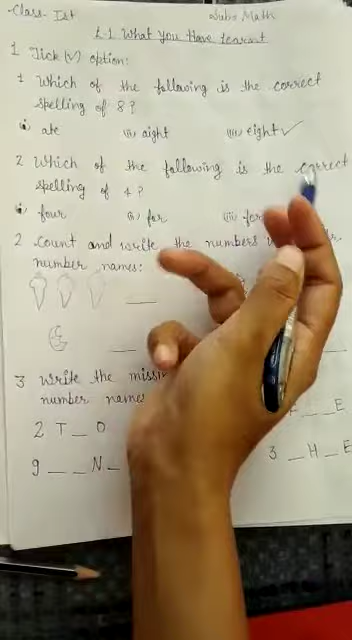 Class- Ist Sub:- Math
L-1 What You Have Learnt
1 Tick (✓) option:
1 Which of the following is the correct
spelling of 8?
(i) ate (ii) aight (iii) eight ✓
2 Which of the following is the correct
spelling of 4?
(i) four (ii) for (iii) for
2 Count and write the numbers
number names:
3 Write the missing
number names
2 T _ O F _ _ E
9 _ _ N _ 3 _ H _ E